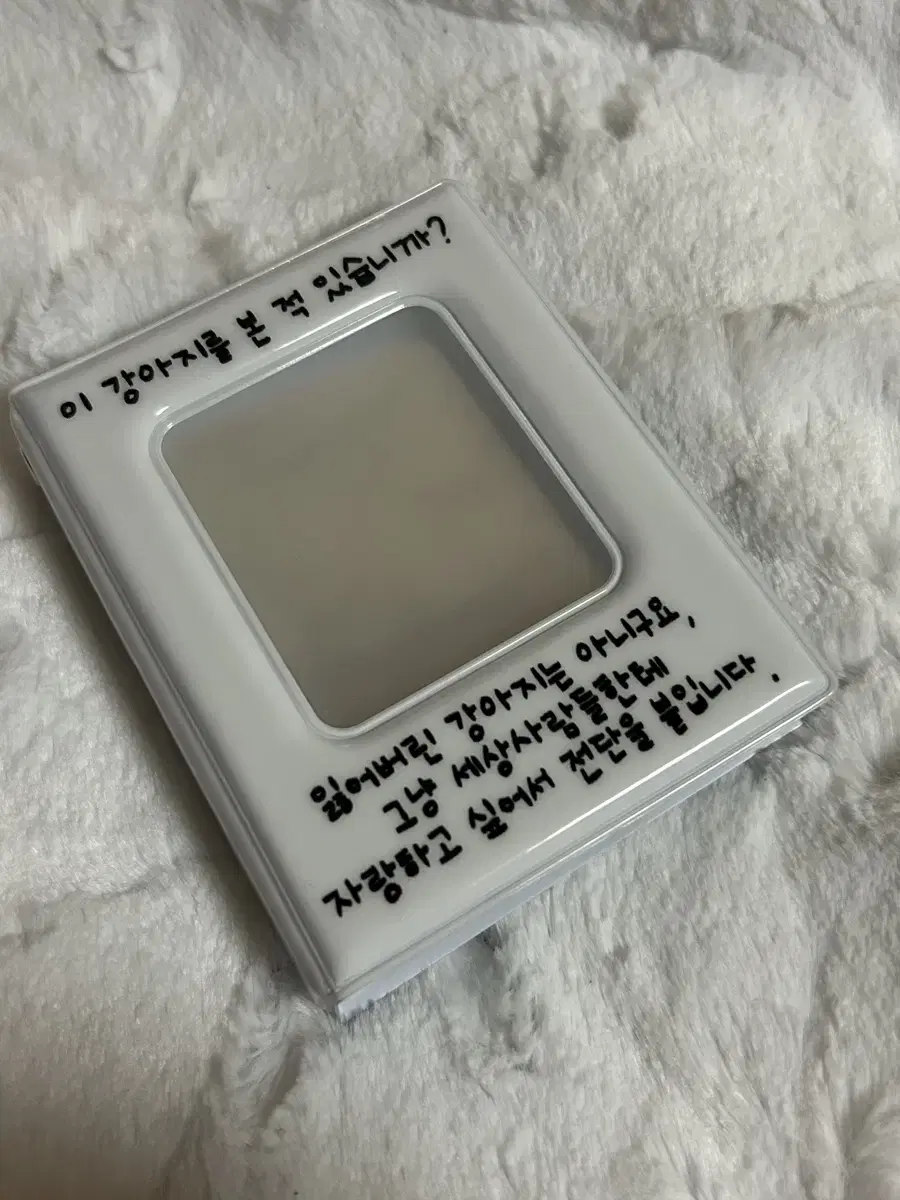 이 강아지를 본 적 있습니까?
잃어버린 강아지는 아니구요,
그냥 세상사람들한테
자랑하고 싶어서 전단을 붙입니다.